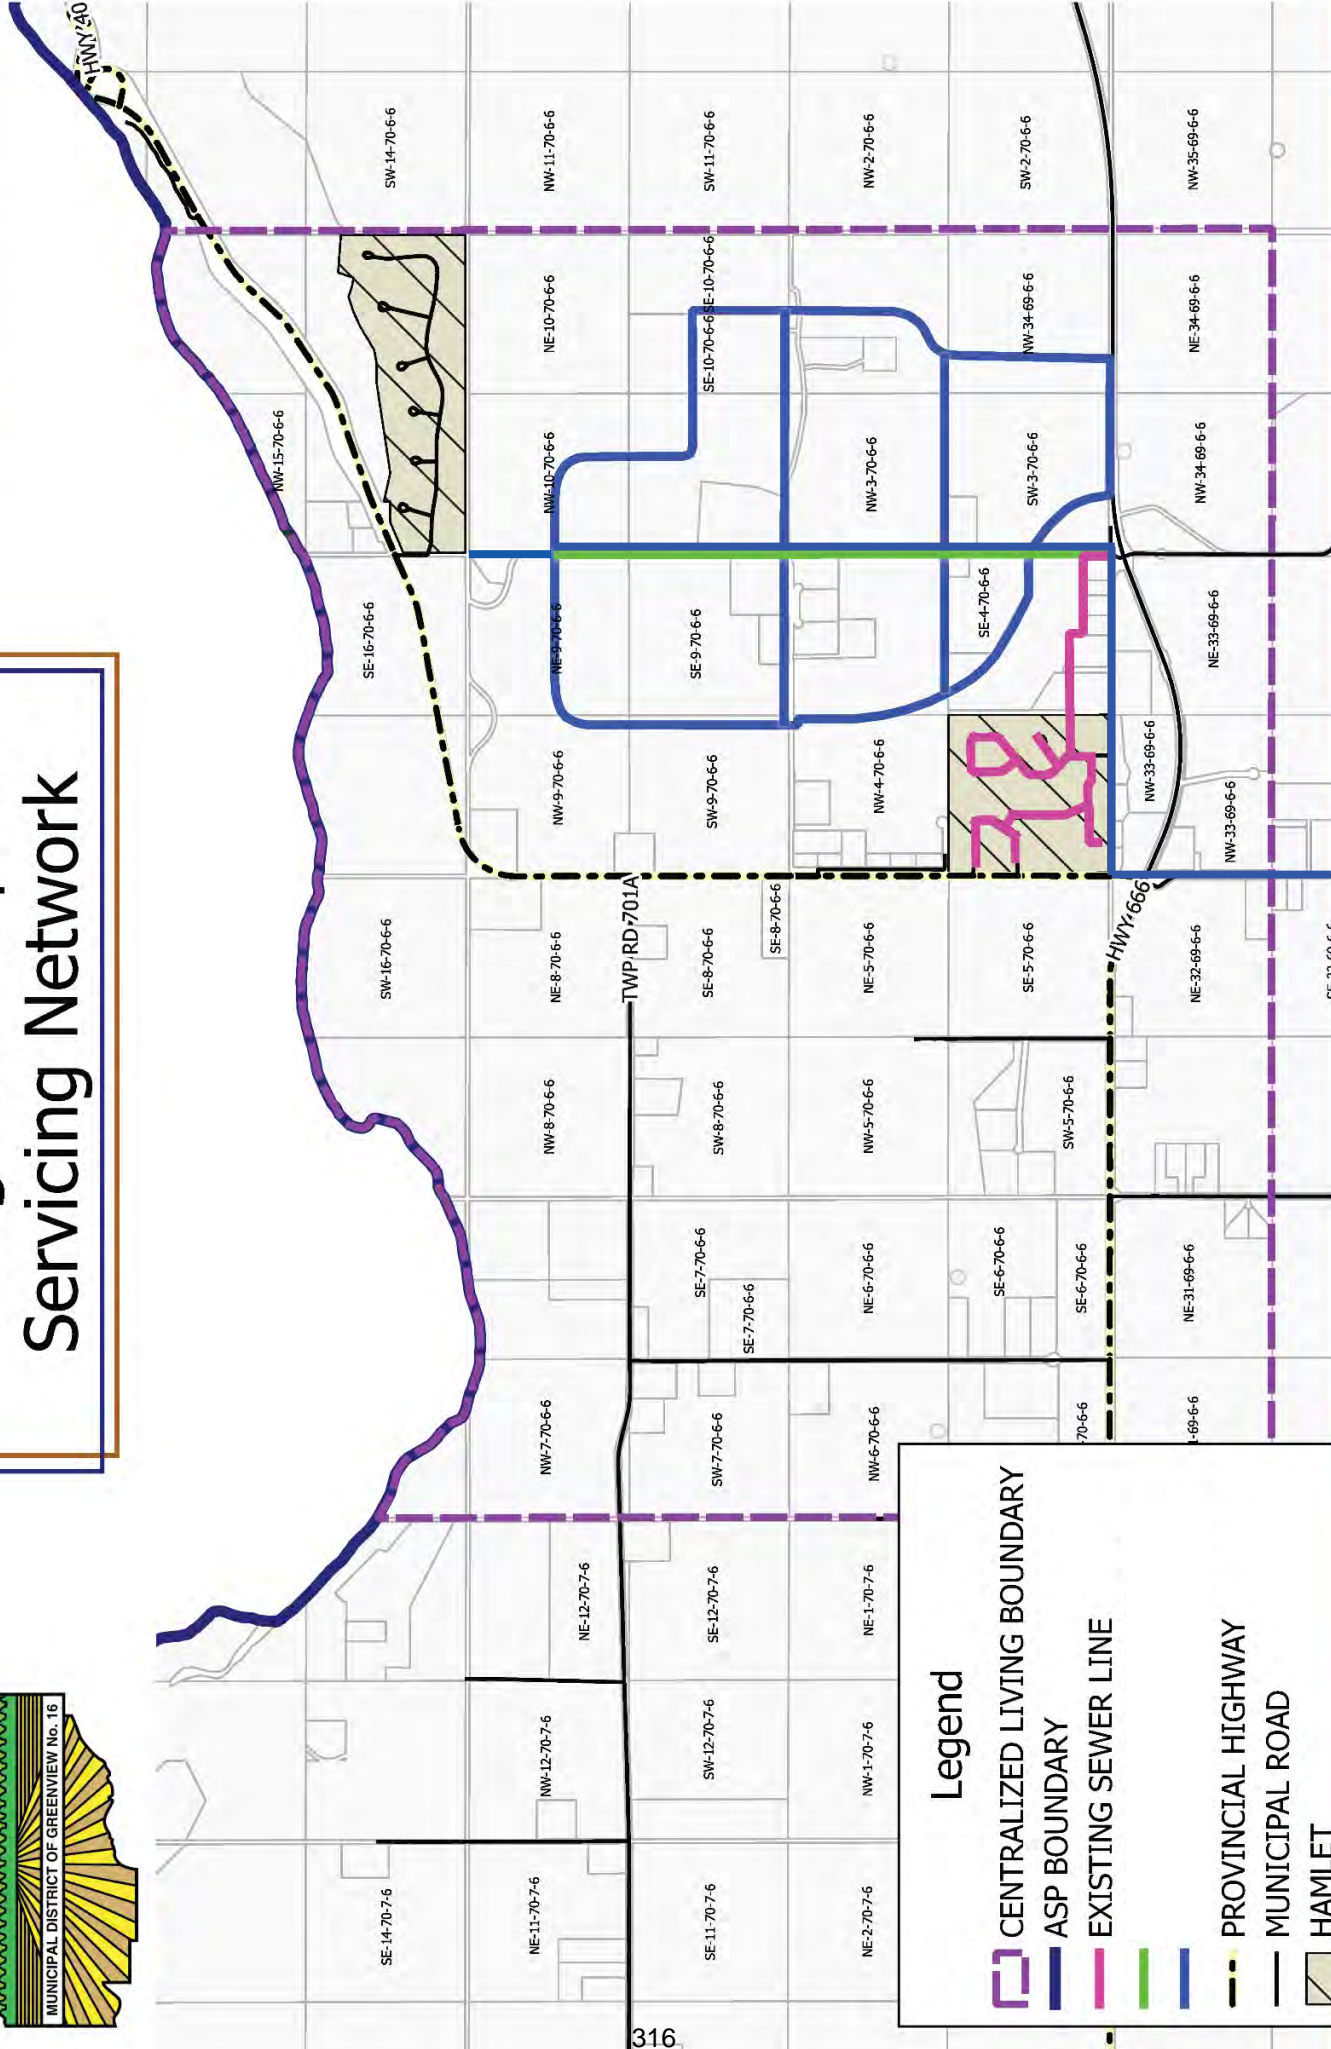 MUNICIPAL DISTRICT OF GREENVIEW No. 16
Servicing Network
HWY 40
NW-15-70-6-6
SE-14-70-7-6
SW-16-70-6-6
SE-16-70-6-6
SW-14-70-6-6
NE-11-70-7-6
NW-12-70-7-6
NE-12-70-7-6
NW-7-70-6-6
NW-8-70-6-6
NE-8-70-6-6
NW-9-70-6-6
NE-9-70-6-6
NW-10-70-6-6
NE-10-70-6-6
NW-11-70-6-6
TWP RD 701A
SE-11-70-7-6
SW-12-70-7-6
SE-12-70-7-6
SW-7-70-6-6
SE-7-70-6-6
SE-7-70-6-6
SW-8-70-6-6
SE-8-70-6-6
SE-8-70-6-6
SW-9-70-6-6
SE-9-70-6-6
SE-10-70-6-6
SE-10-70-6-6
SW-11-70-6-6
NE-2-70-7-6
NW-1-70-7-6
NE-1-70-7-6
NW-6-70-6-6
NE-6-70-6-6
NW-5-70-6-6
NE-5-70-6-6
NW-4-70-6-6
NW-3-70-6-6
NW-2-70-6-6
SE-6-70-6-6
SE-6-70-6-6
SW-5-70-6-6
SE-5-70-6-6
SE-4-70-6-6
SW-3-70-6-6
NW-34-69-6-6
SW-2-70-6-6
HWY 666
-70-6-6
NE-31-69-6-6
NE-32-69-6-6
NW-33-69-6-6
NW-33-69-6-6
NE-33-69-6-6
NW-34-69-6-6
NE-34-69-6-6
NW-35-69-6-6
Legend
CENTRALIZED LIVING BOUNDARY
ASP BOUNDARY
EXISTING SEWER LINE
PROVINCIAL HIGHWAY
MUNICIPAL ROAD
HAMLET
316